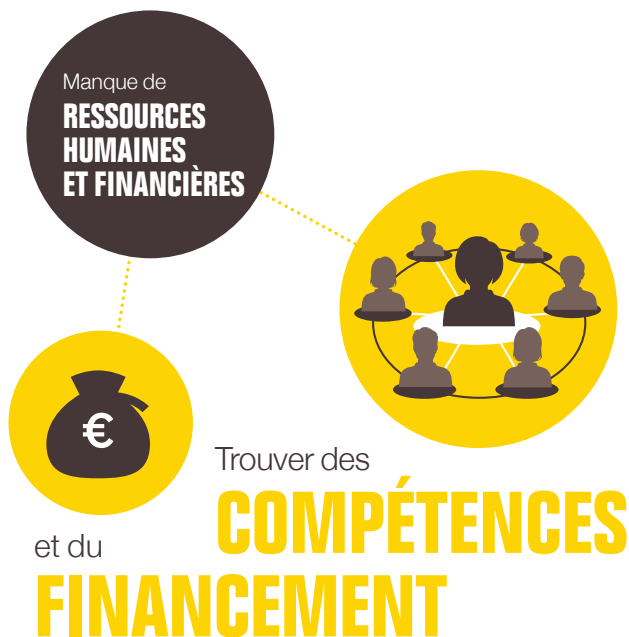 Manque de
RESSOURCES
HUMAINES
ET FINANCIÈRES
€
Trouver des
COMPÉTENCES
et du
FINANCEMENT